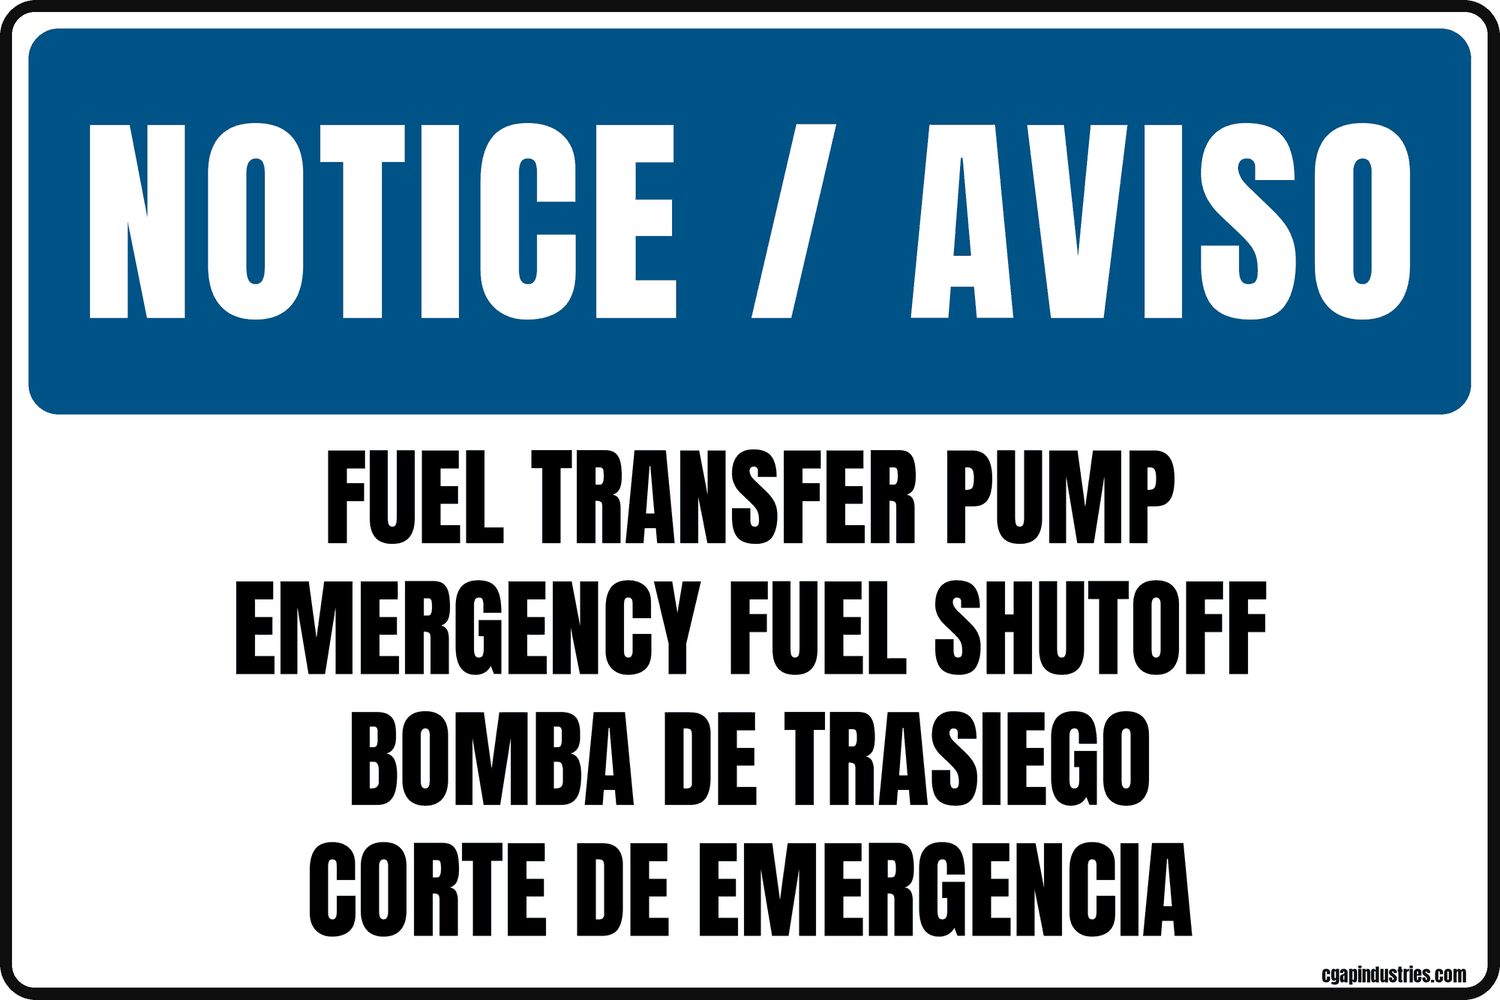 NOTICE / AVISO
FUEL TRANSFER PUMP
EMERGENCY FUEL SHUTOFF
BOMBA DE TRASIEGO
CORTE DE EMERGENCIA
cgapindustries.com